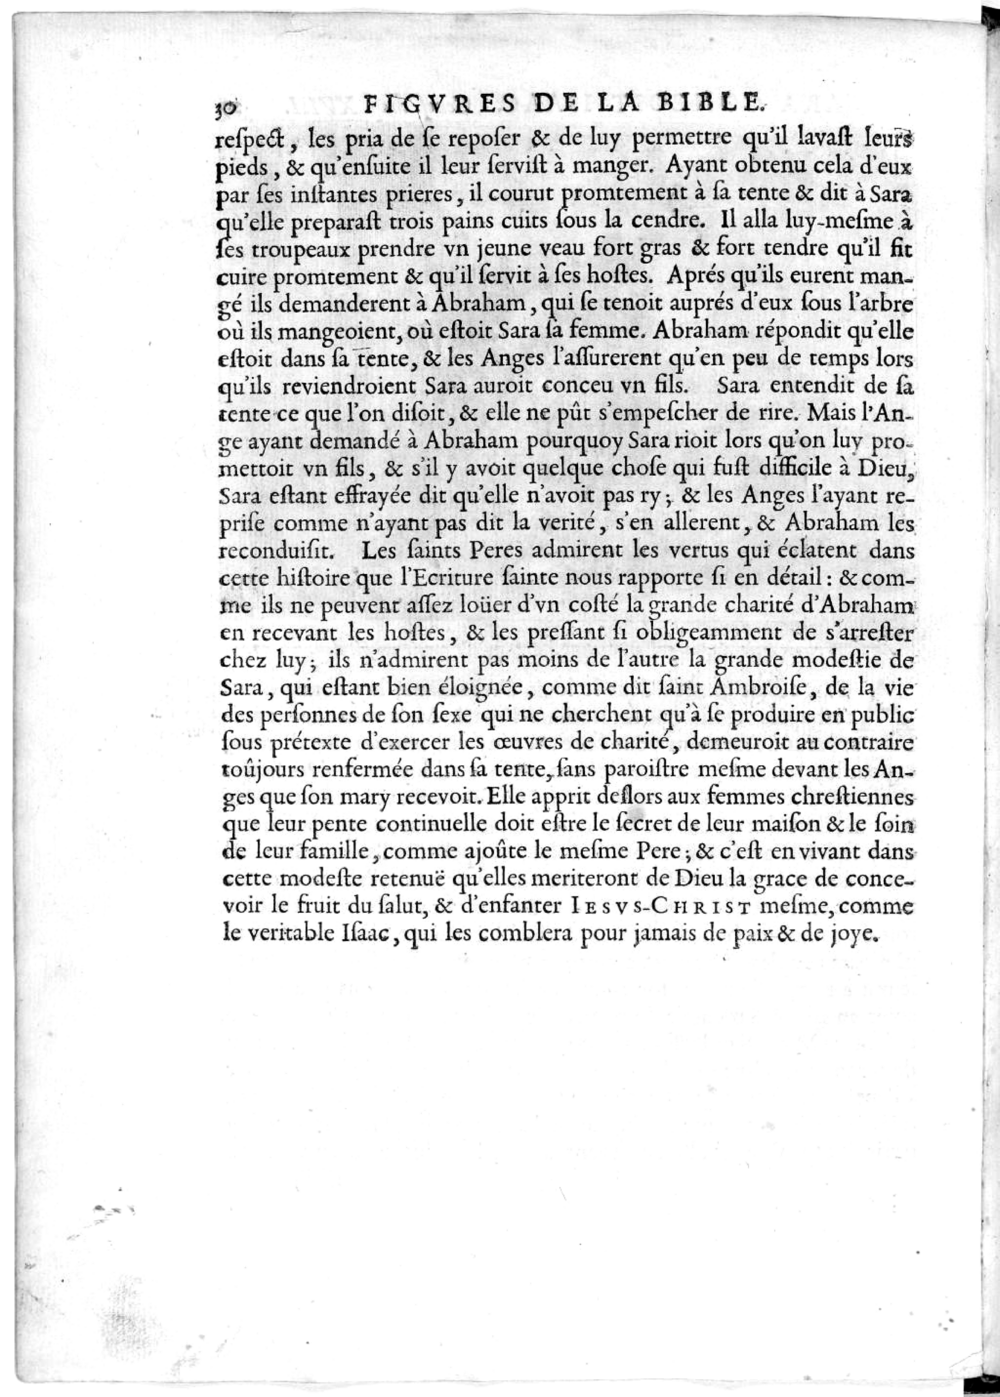 30 FIGVRES DE LA BIBLE.
reſpect, les pria de ſe repoſer & de luy permettre qu'il lavaſt leurs
pieds, & qu'enſuite il leur ſerviſt à manger. Ayant obtenu cela d'eux
par ſes inſtantes prieres, il courut promtement à ſa tente & dit à Sara
qu'elle preparaſt trois pains cuits ſous la cendre. Il alla luy-meſme à
ſes troupeaux prendre vn jeune veau fort gras & fort tendre qu'il fit
cuire promtement & qu'il ſervit à ſes hoſtes. Aprés qu'ils eurent man-
gé ils demanderent à Abraham, qui ſe tenoit auprés d'eux ſous l'arbre
où ils mangeoient, où eſtoit Sara ſa femme. Abraham répondit qu'elle
eſtoit dans ſa tente, & les Anges l'aſſurerent qu'en peu de temps lors
qu'ils reviendroient Sara auroit conceu vn fils. Sara entendit de ſa
tente ce que l'on diſoit, & elle ne pût s'empeſcher de rire. Mais l'An-
ge ayant demandé à Abraham pourquoy Sara rioit lors qu'on luy pro-
mettoit vn fils, & s'il y avoit quelque choſe qui fuſt difficile à Dieu,
Sara eſtant effrayée dit qu'elle n'avoit pas ry; & les Anges l'ayant re-
priſe comme n'ayant pas dit la verité, s'en allerent, & Abraham les
reconduiſit. Les ſaints Peres admirent les vertus qui éclatent dans
cette hiſtoire que l'Ecriture ſainte nous rapporte ſi en détail: & com-
me ils ne peuvent aſſez loüer d'vn coſté la grande charité d'Abraham
en recevant les hoſtes, & les preſſant ſi obligeamment de s'arreſter
chez luy; ils n'admirent pas moins de l'autre la grande modeſtie de
Sara, qui eſtant bien éloignée, comme dit ſaint Ambroiſe, de la vie
des perſonnes de ſon ſexe qui ne cherchent qu'à ſe produire en public
ſous prétexte d'exercer les œuvres de charité, demeuroit au contraire
toûjours renfermée dans ſa tente, ſans paroiſtre meſme devant les An-
ges que ſon mary recevoit. Elle apprit deſlors aux femmes chreſtiennes
que leur pente continuelle doit eſtre le ſecret de leur maiſon & le ſoin
de leur famille, comme ajoûte le meſme Pere; & c'eſt en vivant dans
cette modeſte retenuë qu'elles meriteront de Dieu la grace de conce-
voir le fruit du ſalut, & d'enfanter IESVS-CHRIST meſme, comme
le veritable Iſaac, qui les comblera pour jamais de paix & de joye.